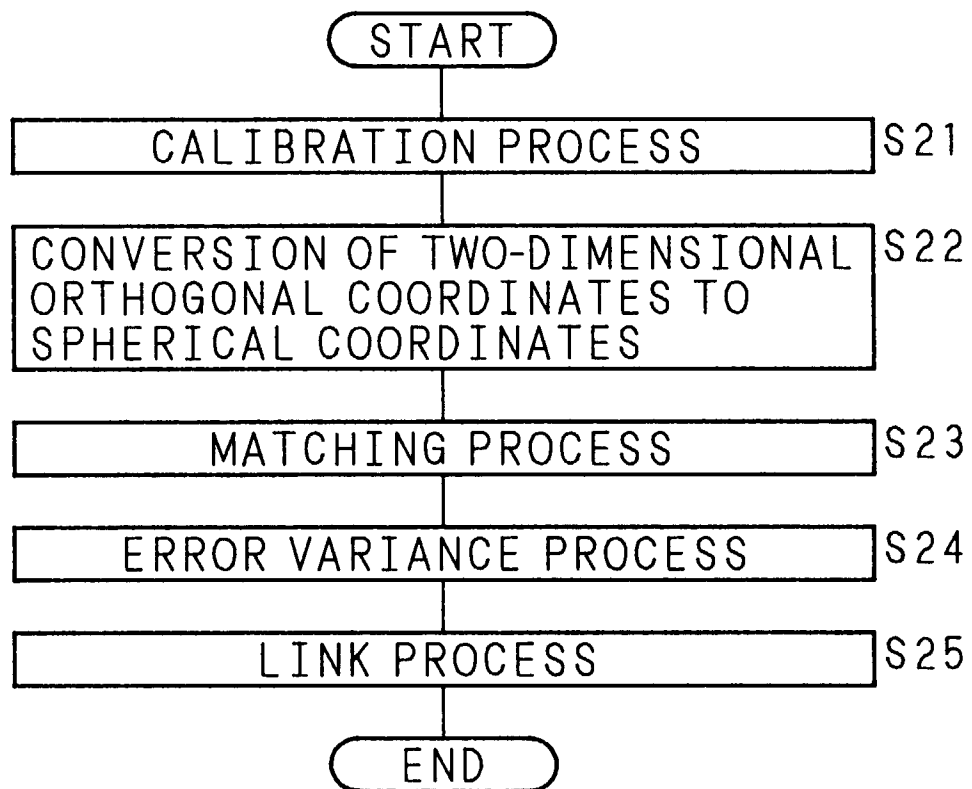 START
CALIBRATION PROCESS S21
CONVERSION OF TWO-DIMENSIONAL S22
ORTHOGONAL COORDINATES TO
SPHERICAL COORDINATES
MATCHING PROCESS S23
ERROR VARIANCE PROCESS S24
LINK PROCESS S25
END